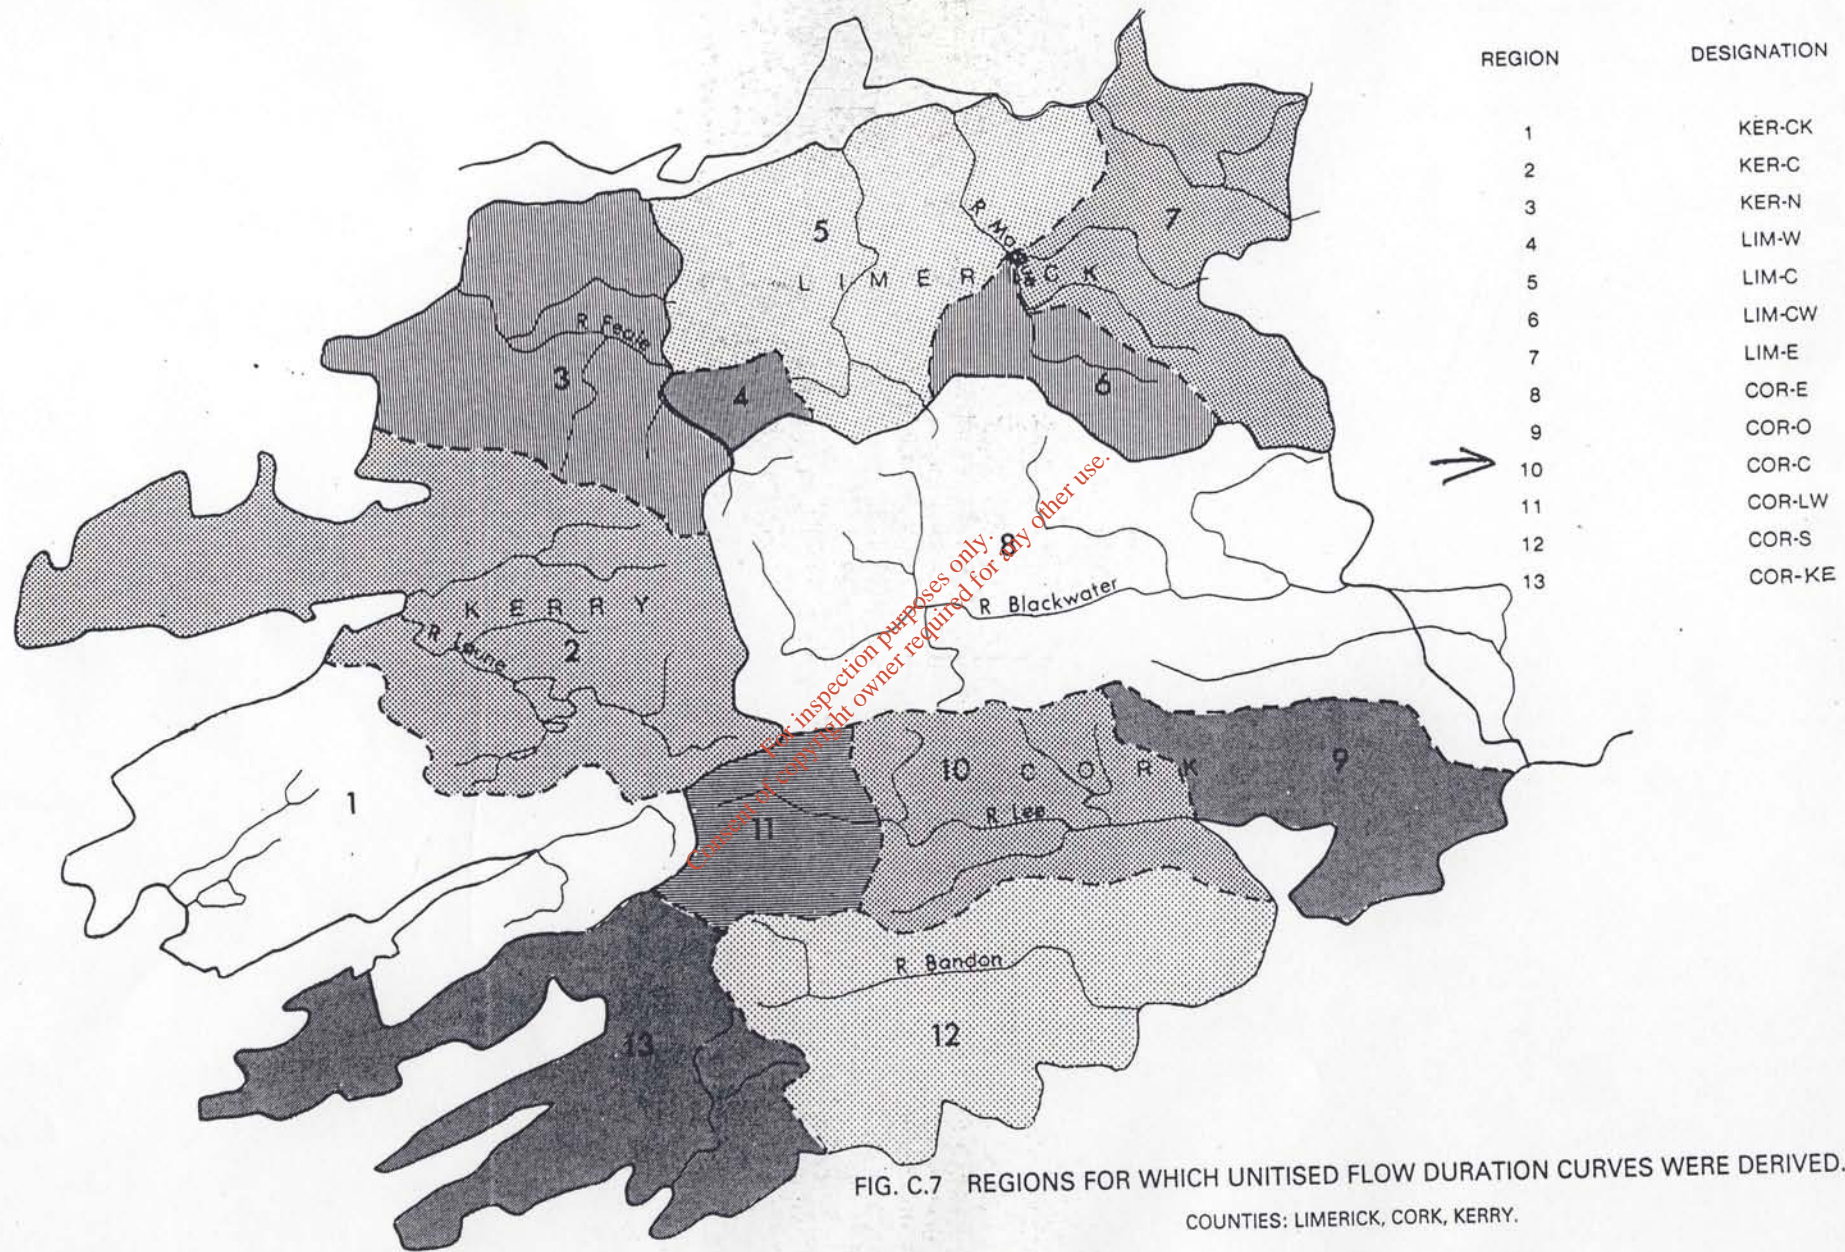 REGION DESIGNATION
1 KER-CK
2 KER-C
3 KER-N
4 LIM-W
5 LIM-C
6 LIM-CW
7 LIM-E
8 COR-E
9 COR-O
10 COR-C
11 COR-LW
12 COR-S
13 COR-KE
5
7
R Ma
LIMERICK
R Feale
3
4
6
8
R Blackwater
KERRY
R Laune
2
1
10 CORK
9
11
R Lee
R Bandon
12
13
For inspection purposes only.
Consent of copyright owner required for any other use.
FIG. C.7 REGIONS FOR WHICH UNITISED FLOW DURATION CURVES WERE DERIVED.
COUNTIES: LIMERICK, CORK, KERRY.